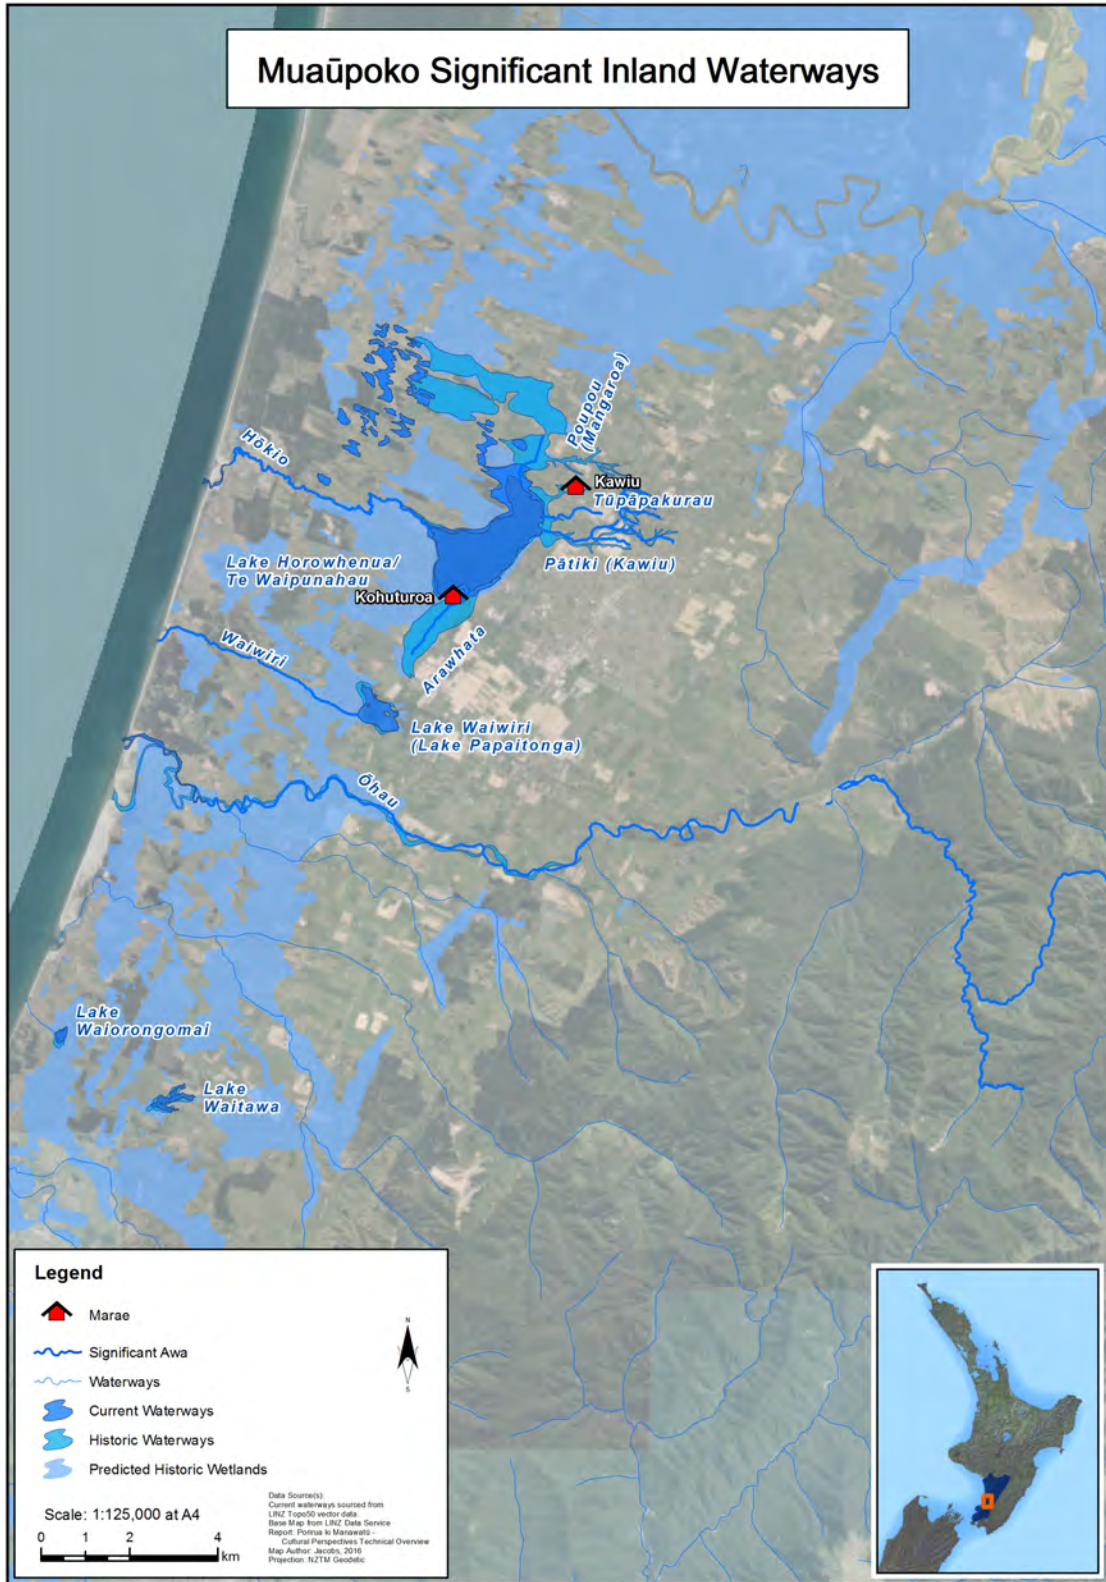 Muaūpoko Significant Inland Waterways
Poupou
(Mangaroa)
Hōkio
Kawiu
Tūpāpakurau
Lake Horowhenua/
Te Waipunahau
Pātiki (Kawiu)
Kohuturoa
Waiwiri
Arawhata
Lake Waiwiri
(Lake Papaitonga)
Ōhau
Lake
Waiorongomai
Lake
Waitawa
Legend
Marae
Significant Awa
Waterways
Current Waterways
Historic Waterways
Predicted Historic Wetlands
N
S
Scale: 1:125,000 at A4
0 1 2 4
km
Data Source(s):
Current waterways sourced from
LINZ Topo50 vector data.
Base Map from LINZ Data Service
Report: Porirua ki Manawatū -
Cultural Perspectives Technical Overview
Map Author: Jacobs, 2016
Projection: NZTM Geodetic